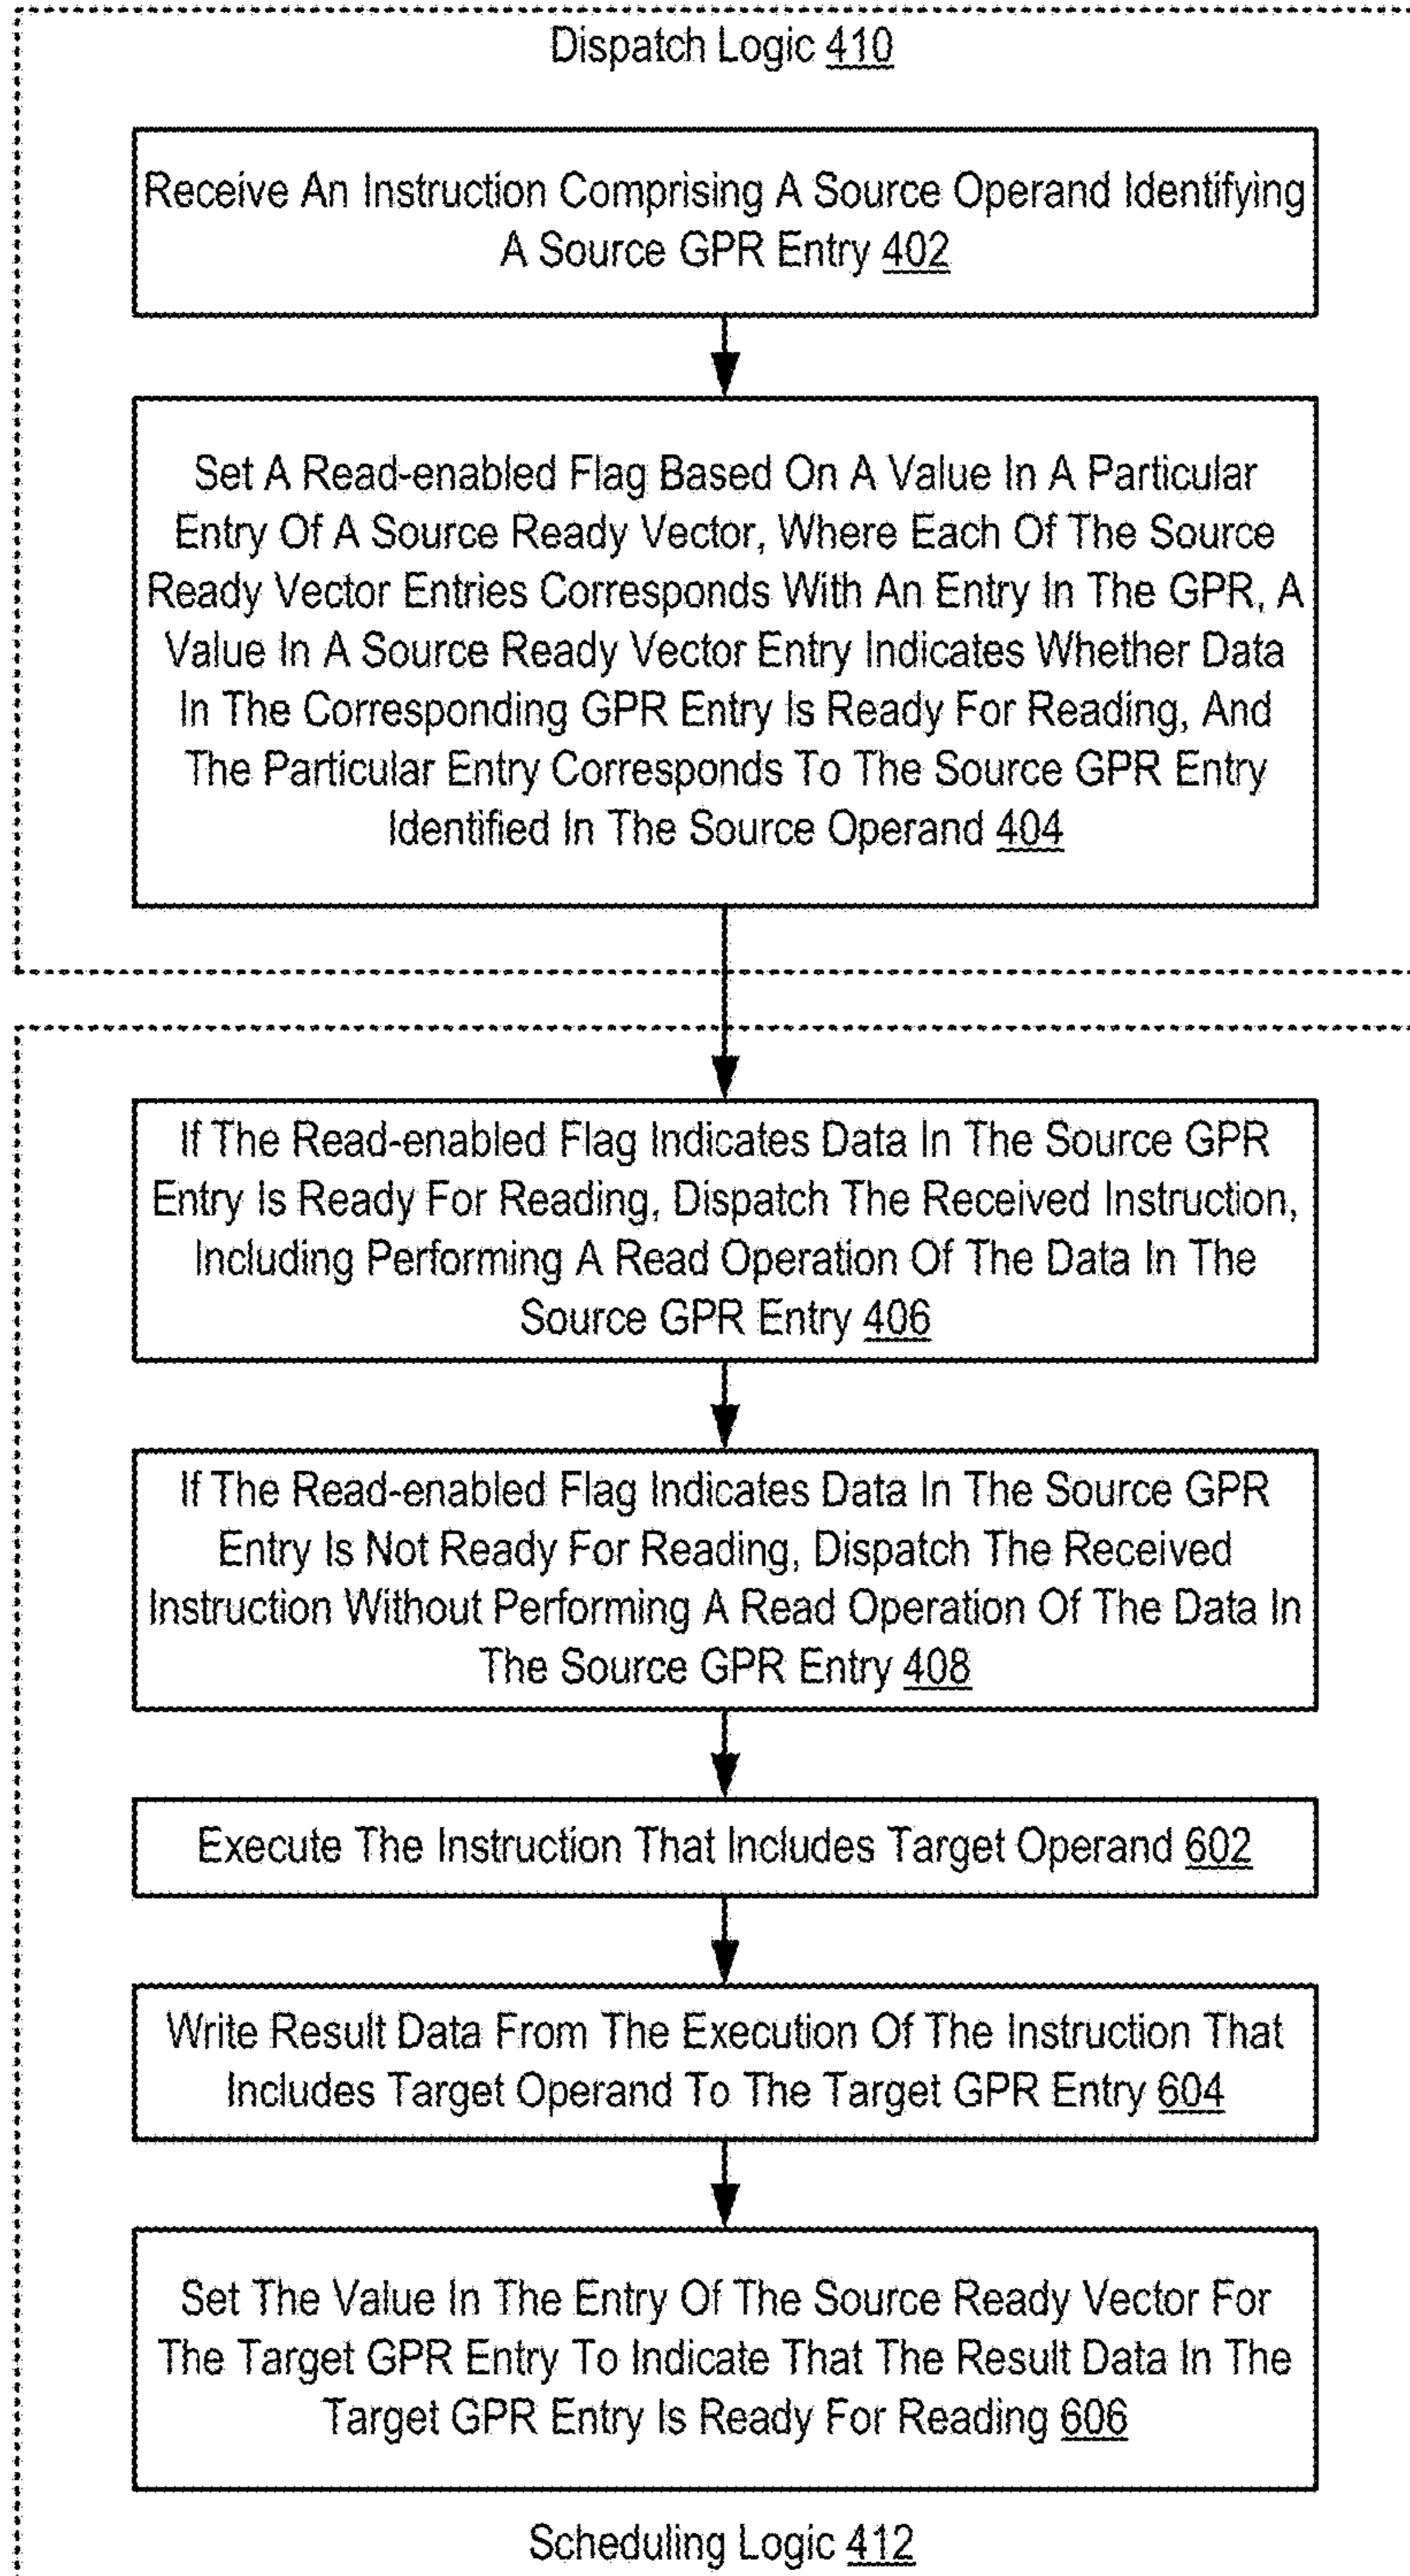 Dispatch Logic 410
Receive An Instruction Comprising A Source Operand Identifying
A Source GPR Entry 402
Set A Read-enabled Flag Based On A Value In A Particular
Entry Of A Source Ready Vector, Where Each Of The Source
Ready Vector Entries Corresponds With An Entry In The GPR, A
Value In A Source Ready Vector Entry Indicates Whether Data
In The Corresponding GPR Entry Is Ready For Reading, And
The Particular Entry Corresponds To The Source GPR Entry
Identified In The Source Operand 404
If The Read-enabled Flag Indicates Data In The Source GPR
Entry Is Ready For Reading, Dispatch The Received Instruction,
Including Performing A Read Operation Of The Data In The
Source GPR Entry 406
If The Read-enabled Flag Indicates Data In The Source GPR
Entry Is Not Ready For Reading, Dispatch The Received
Instruction Without Performing A Read Operation Of The Data In
The Source GPR Entry 408
Execute The Instruction That Includes Target Operand 602
Write Result Data From The Execution Of The Instruction That
Includes Target Operand To The Target GPR Entry 604
Set The Value In The Entry Of The Source Ready Vector For
The Target GPR Entry To Indicate That The Result Data In The
Target GPR Entry Is Ready For Reading 606
Scheduling Logic 412